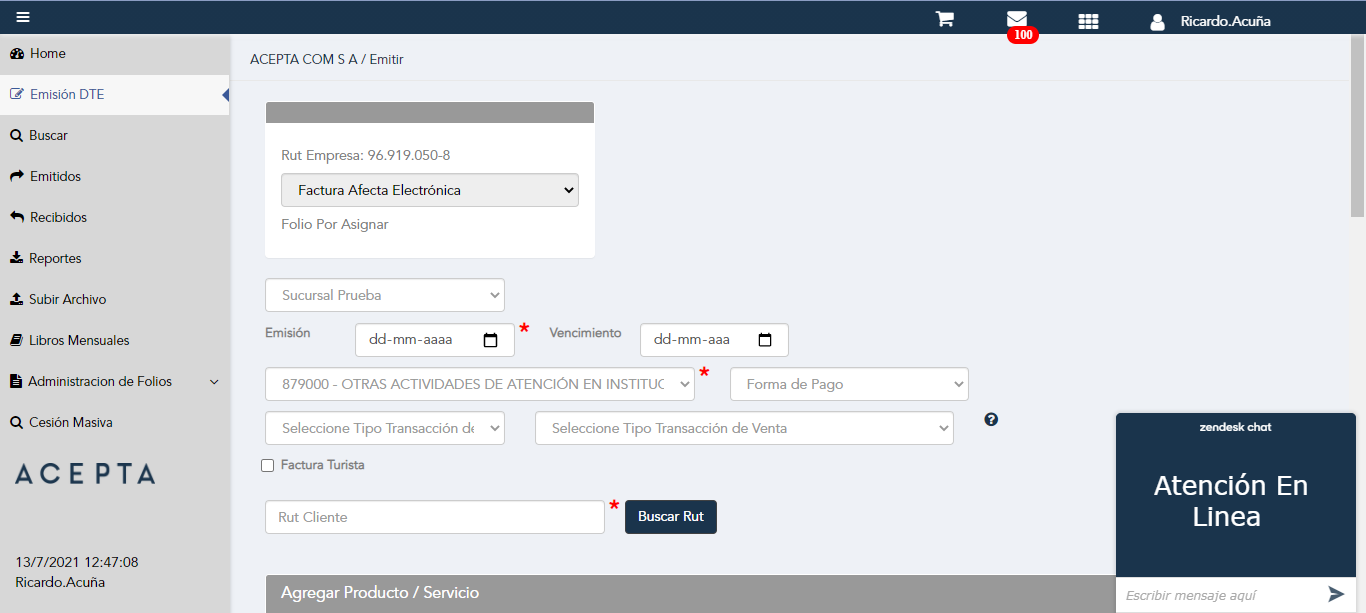 100
Ricardo.Acuña
Home
Emisión DTE
Buscar
Emitidos
Recibidos
Reportes
Subir Archivo
Libros Mensuales
Administracion de Folios
Cesión Masiva
ACEPTA
13/7/2021 12:47:08
Ricardo.Acuña
ACEPTA COM S A / Emitir
Rut Empresa: 96.919.050-8
Factura Afecta Electrónica
Folio Por Asignar
Sucursal Prueba
Emisión dd-mm-aaaa * Vencimiento dd-mm-aaa
879000 - OTRAS ACTIVIDADES DE ATENCIÓN EN INSTITUC * Forma de Pago
Seleccione Tipo Transacción de Seleccione Tipo Transacción de Venta ?
Factura Turista
Rut Cliente * Buscar Rut
Agregar Producto / Servicio
zendesk chat
Atención En
Linea
Escribir mensaje aquí